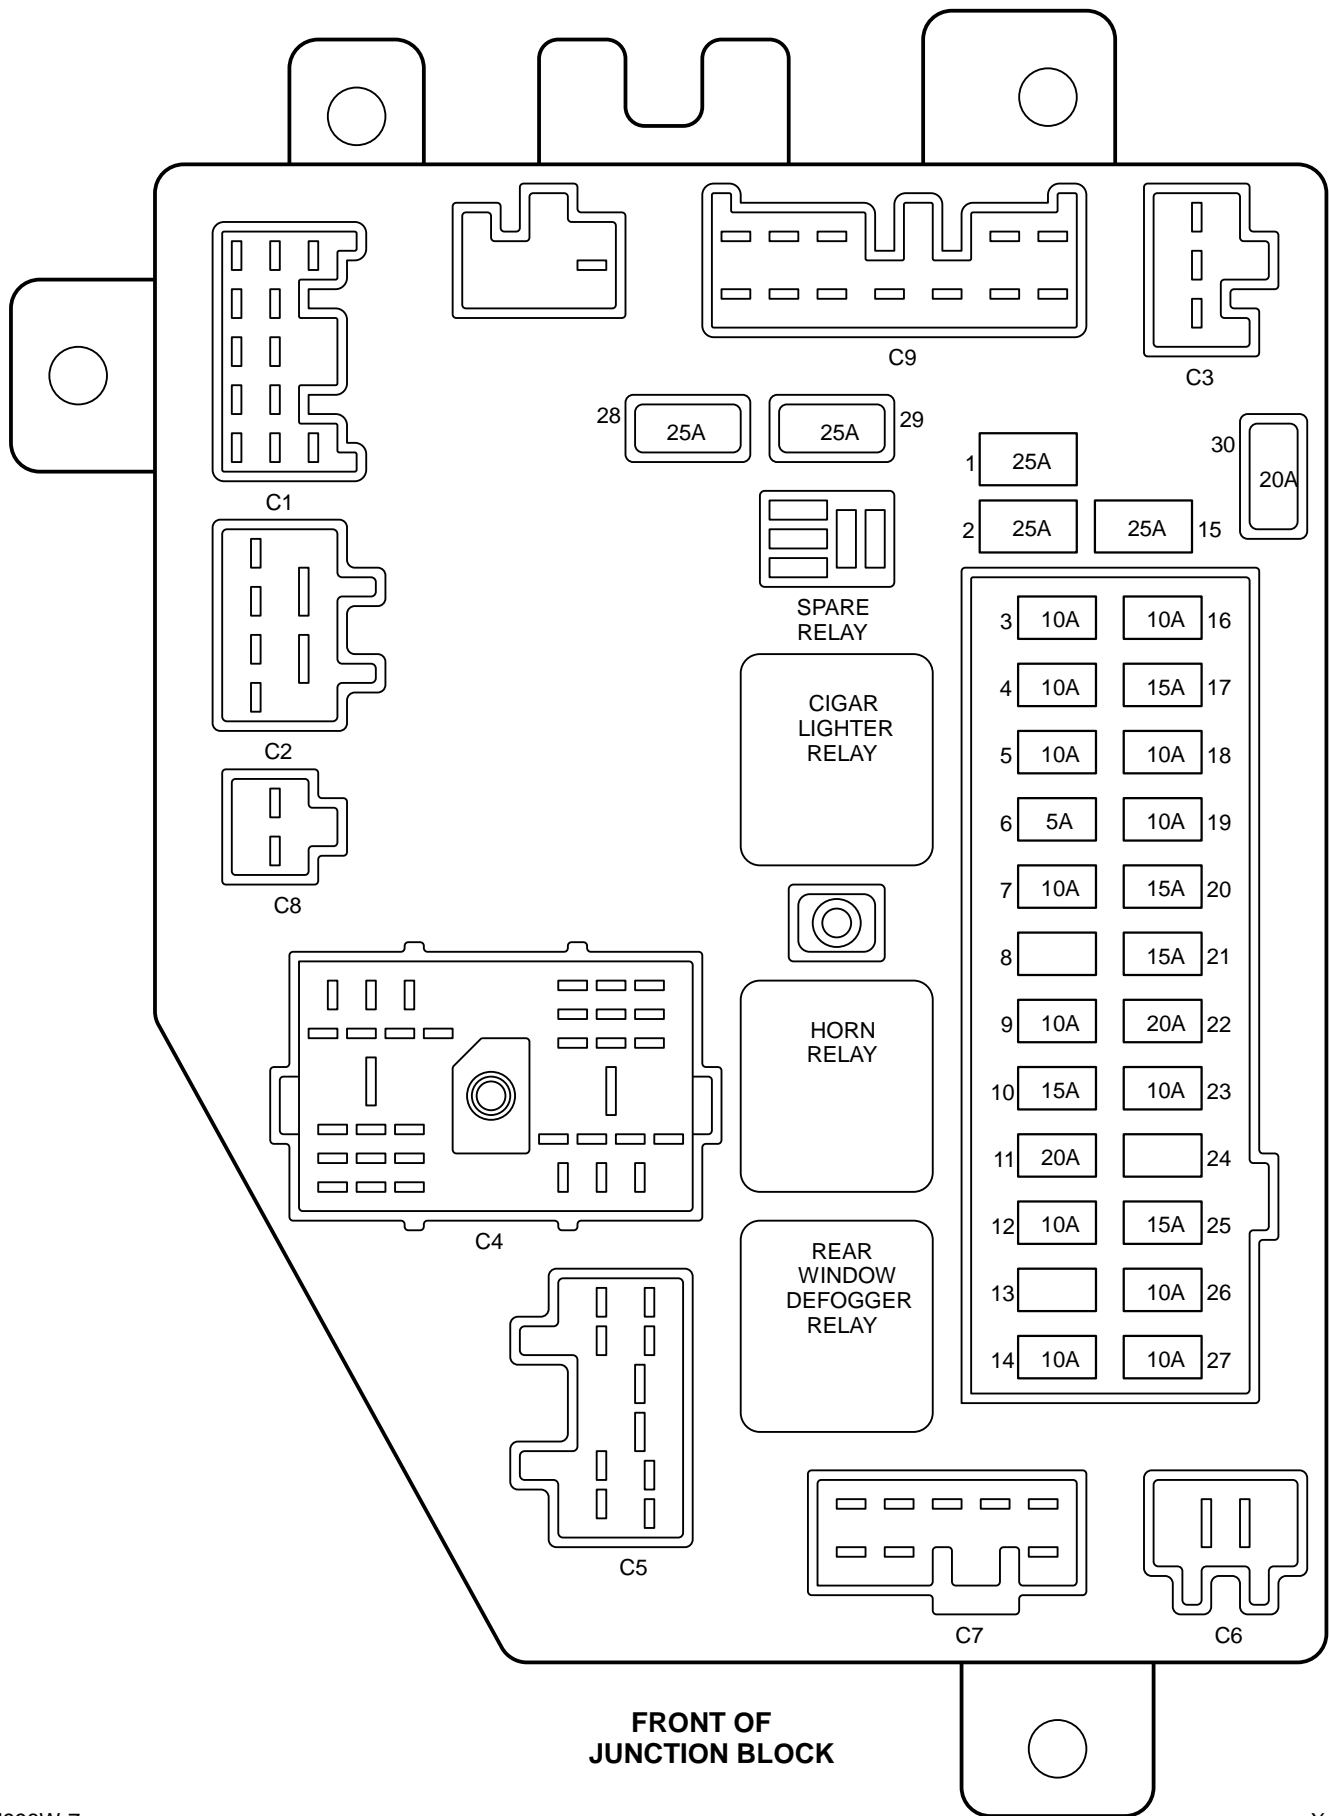 C9
C3
28 25A 25A 29
1 25A
30 20A
C1
2 25A 25A 15
SPARE
RELAY
3 10A 10A 16
4 10A 15A 17
CIGAR
LIGHTER
RELAY
C2
5 10A 10A 18
6 5A 10A 19
7 10A 15A 20
C8
8 15A 21
9 10A 20A 22
HORN
RELAY
10 15A 10A 23
11 20A 24
12 10A 15A 25
C4
REAR
WINDOW
DEFOGGER
RELAY
13 10A 26
14 10A 10A 27
C5
C7
C6
FRONT OF
JUNCTION BLOCK